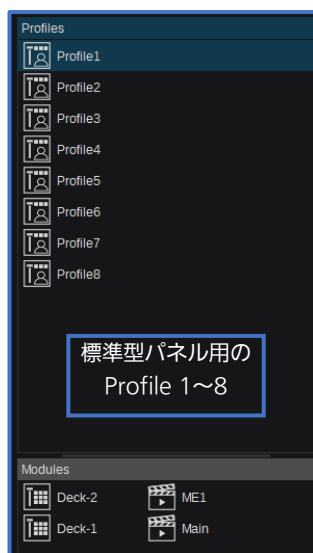 Profiles
Profile1
Profile2
Profile3
Profile4
Profile5
Profile6
Profile7
Profile8
標準型パネル用の
Profile 1～8
Modules
Deck-2 ME1
Deck-1 Main